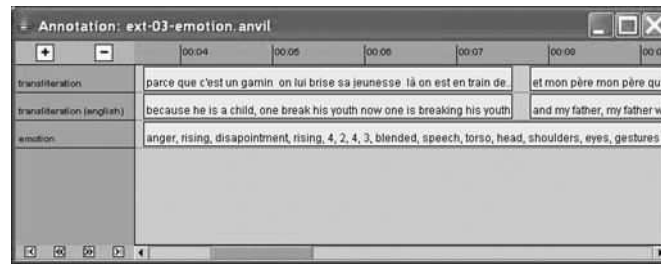 Annotation: ext-03-emotion.anvil
00:04 00:05 00:06 00:07 00:09
transliteration parce que c'est un gamin on lui brise sa jeunesse là on est en train de.. et mon père mon père qu
transliteration (english) because he is a child, one break his youth now one is breaking his youth and my father, my father w
emotion anger, rising, disapointment, rising, 4, 2, 4, 3, blended, speech, torso, head, shoulders, eyes, gestures